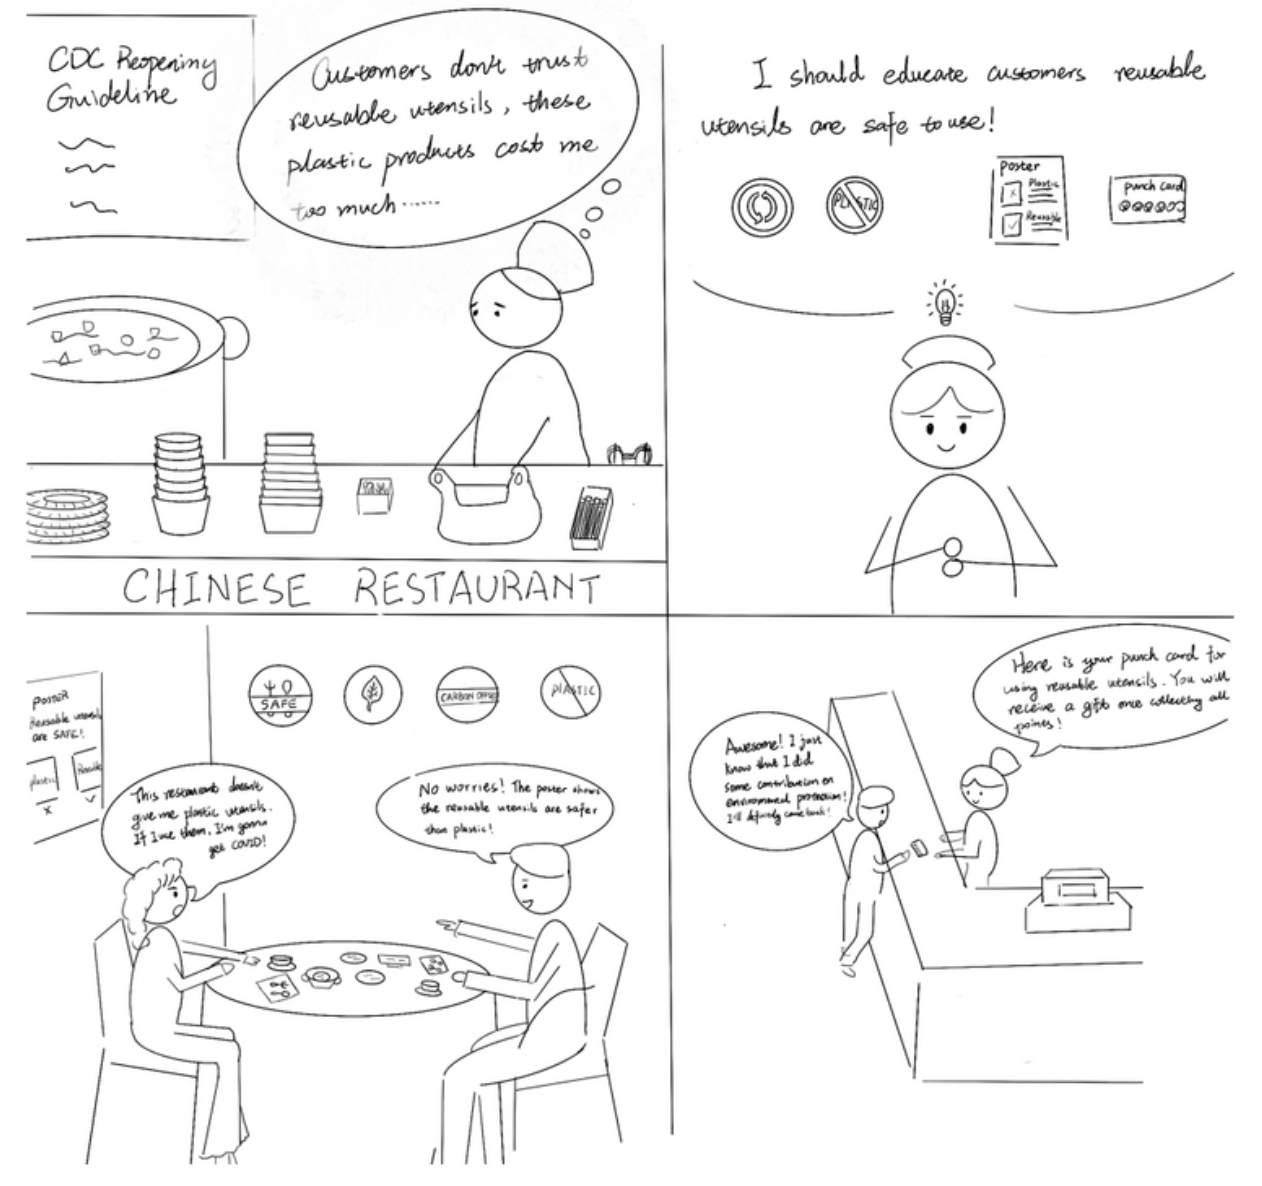 CDC Reopening
Guideline
Customers don't trust
reusable utensils, these
plastic products cost me
too much......
CHINESE RESTAURANT
I should educate customers reusable
utensils are safe to use!
PLASTIC
Poster
Plastic
x
Reusable
✓
punch card
POSTER
Reusable utensils
are SAFE!
plastic
Reusable
x
✓
SAFE
CARBON OFFSET
PLASTIC
This restaurant doesn't
give me plastic utensils.
If I use them, I'm gonna
get COVID!
No worries! The poster shows
the reusable utensils are safer
than plastic!
Awesome! I just
know that I did
some contribution on
environment protection!
I'll definitely come back!
Here is your punch card for
using reusable utensils. You will
receive a gift once collecting all
points!